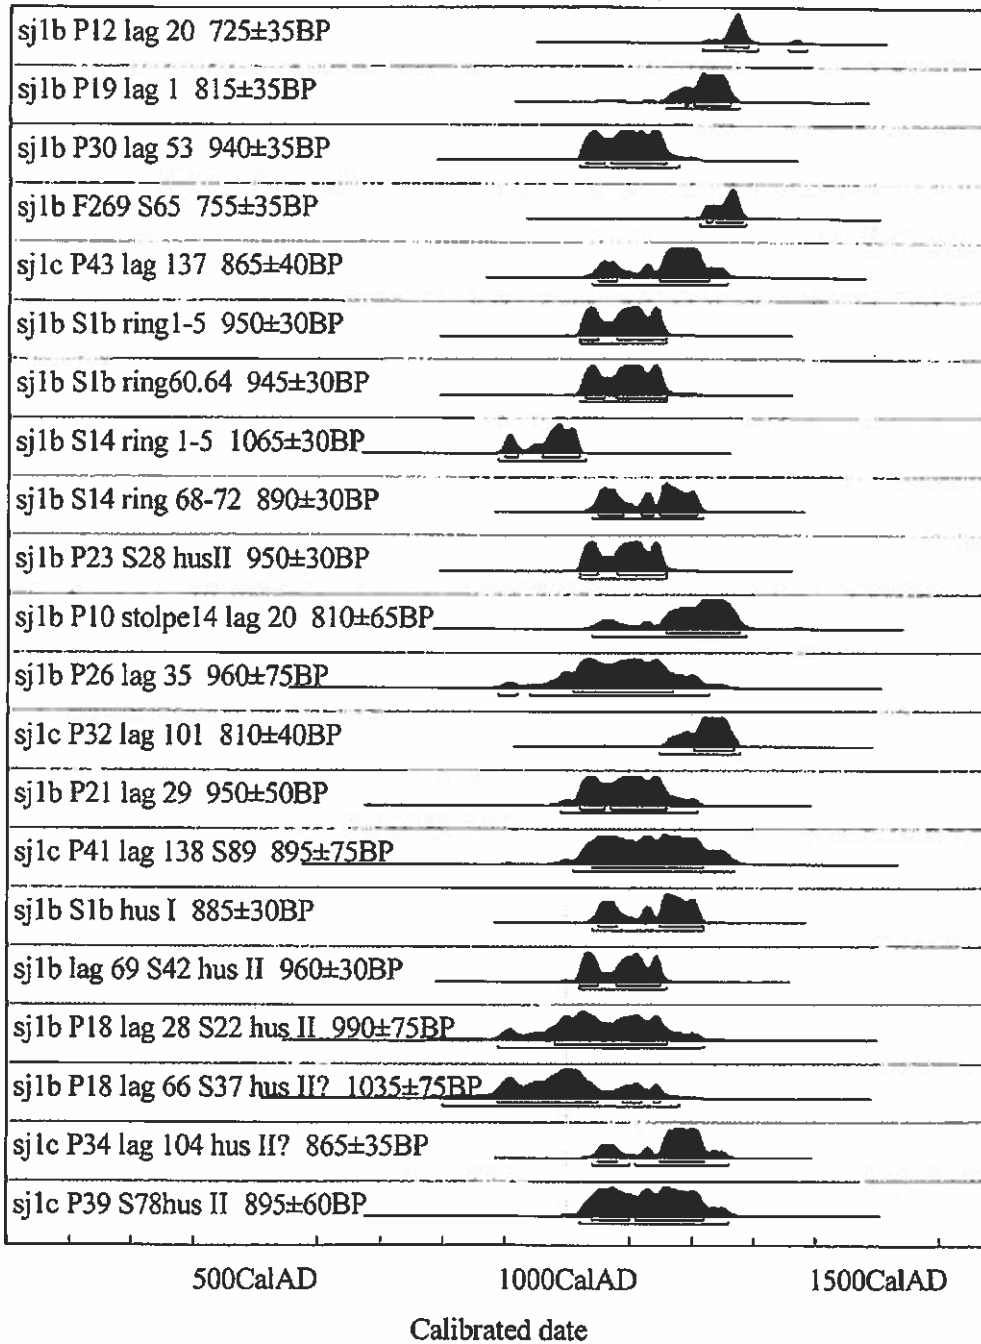 sj1b P12 lag 20 725±35BP
sj1b P19 lag 1 815±35BP
sj1b P30 lag 53 940±35BP
sj1b F269 S65 755±35BP
sj1c P43 lag 137 865±40BP
sj1b S1b ring1-5 950±30BP
sj1b S1b ring60.64 945±30BP
sj1b S14 ring 1-5 1065±30BP
sj1b S14 ring 68-72 890±30BP
sj1b P23 S28 husII 950±30BP
sj1b P10 stolpe14 lag 20 810±65BP
sj1b P26 lag 35 960±75BP
sj1c P32 lag 101 810±40BP
sj1b P21 lag 29 950±50BP
sj1c P41 lag 138 S89 895±75BP
sj1b S1b hus I 885±30BP
sj1b lag 69 S42 hus II 960±30BP
sj1b P18 lag 28 S22 hus II 990±75BP
sj1b P18 lag 66 S37 hus II? 1035±75BP
sj1c P34 lag 104 hus II? 865±35BP
sj1c P39 S78hus II 895±60BP
500CalAD 1000CalAD 1500CalAD
Calibrated date